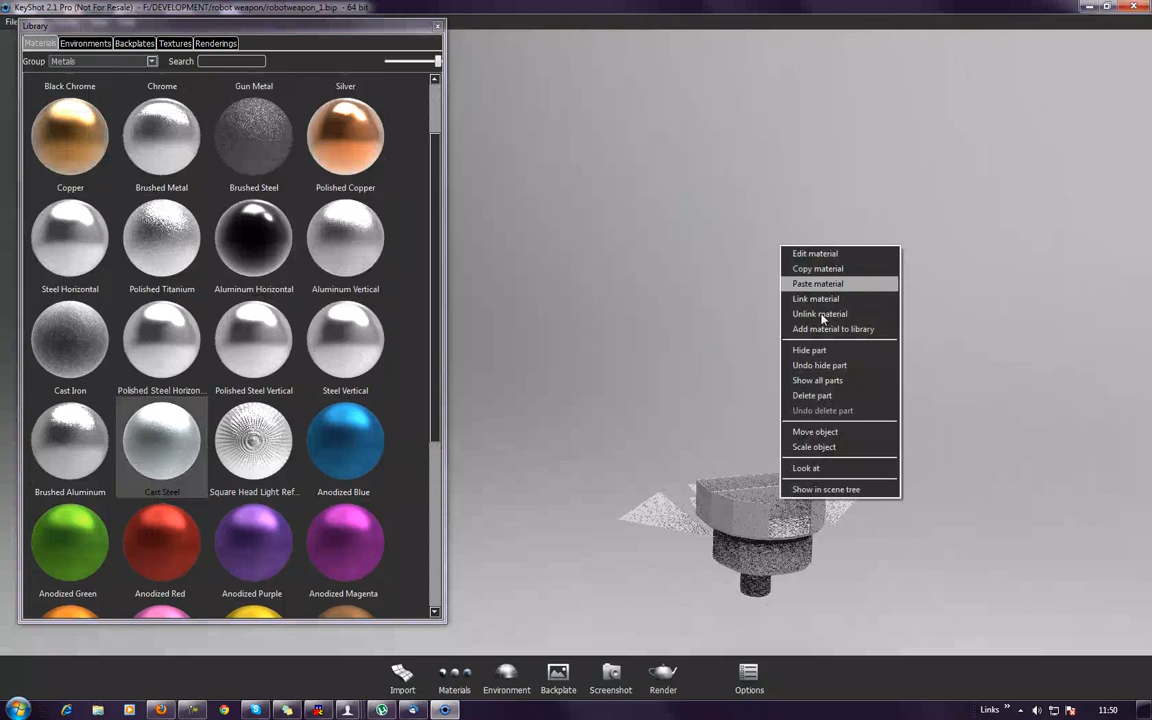 KeyShot 2.1 Pro (Not For Resale) - F:/DEVELOPMENT/robot weapon/robotweapon_1.bip - 64 bit
File
Library
Materials Environments Backplates Textures Renderings
Group Metals Search
Black Chrome Chrome Gun Metal Silver
Copper Brushed Metal Brushed Steel Polished Copper
Steel Horizontal Polished Titanium Aluminum Horizontal Aluminum Vertical
Cast Iron Polished Steel Horizon... Polished Steel Vertical Steel Vertical
Brushed Aluminum Cast Steel Square Head Light Ref... Anodized Blue
Anodized Green Anodized Red Anodized Purple Anodized Magenta
Edit material
Copy material
Paste material
Link material
Unlink material
Add material to library
Hide part
Undo hide part
Show all parts
Delete part
Undo delete part
Move object
Scale object
Look at
Show in scene tree
Import Materials Environment Backplate Screenshot Render Options
Links » 11:50